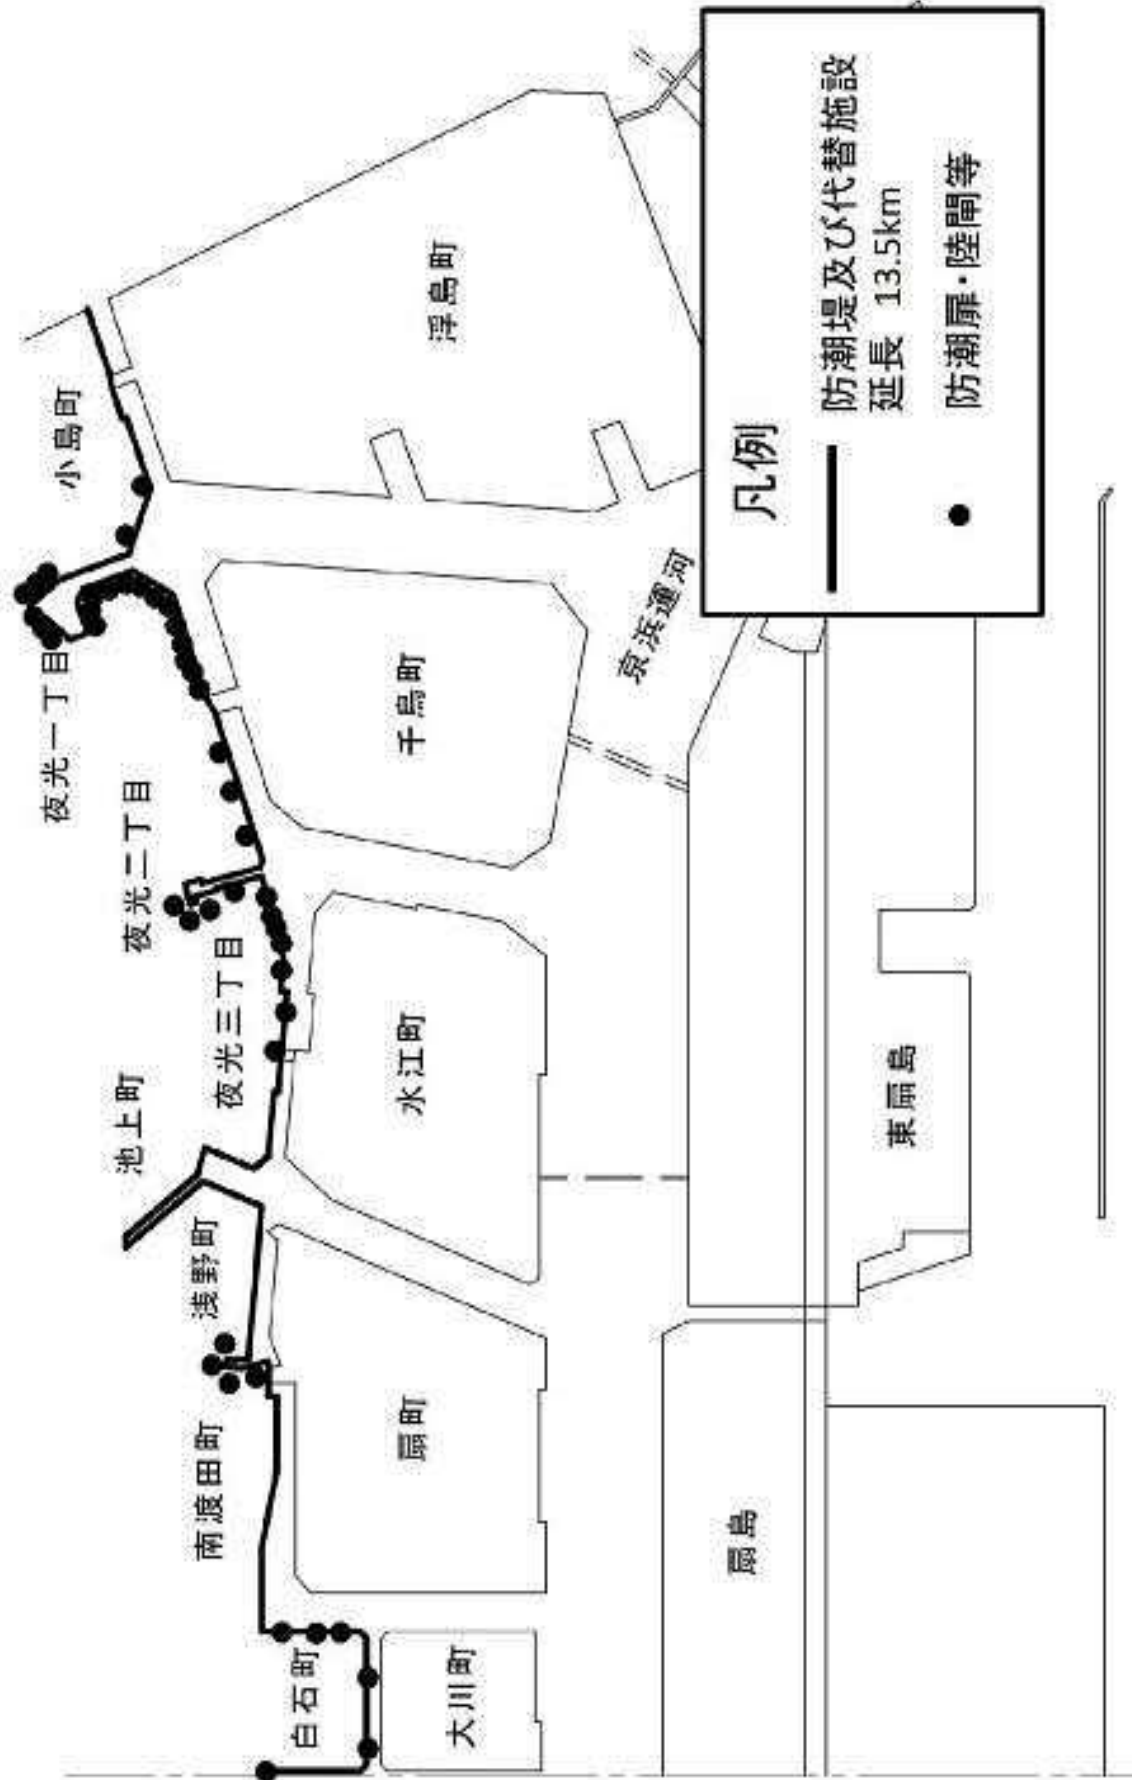 小島町
夜光一丁目
夜光二丁目
夜光三丁目
池上町
浅野町
南渡田町
白石町
浮島町
千鳥町
水江町
扇町
大川町
京浜運河
東扇島
扇島
凡例
防潮堤及び代替施設
延長 13.5km
防潮扉・陸閘等